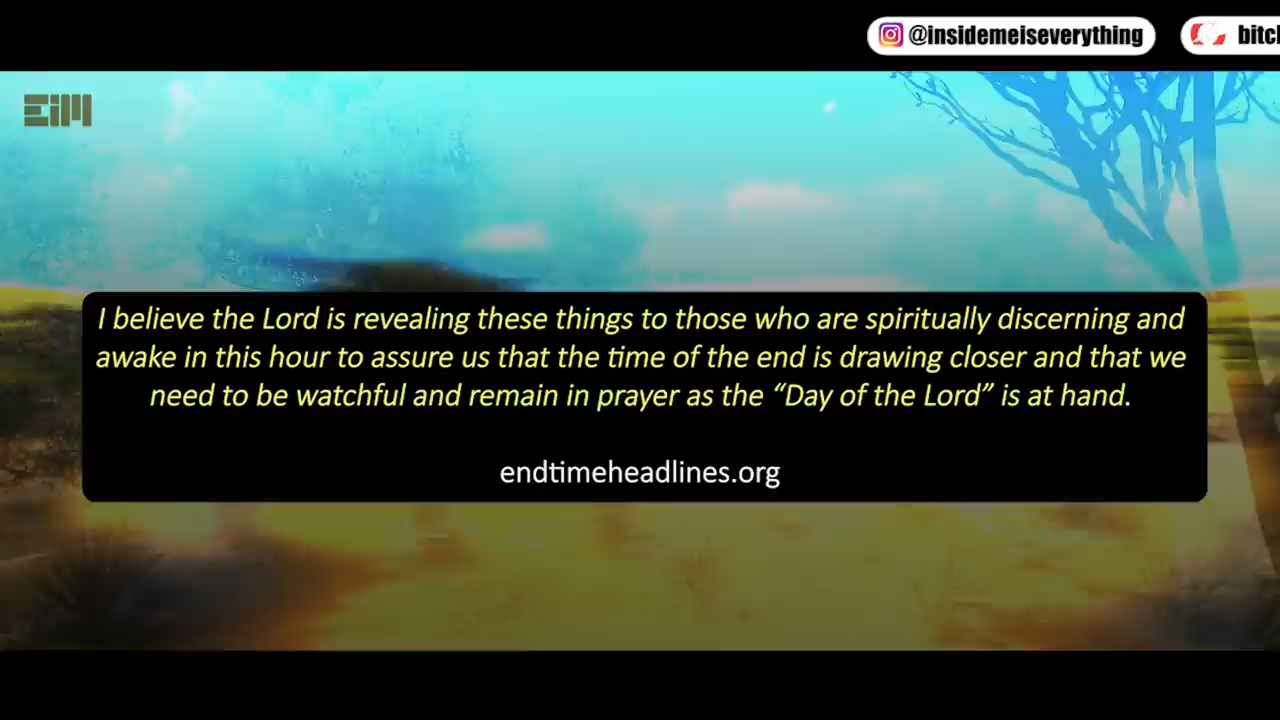 @insidemeiseverything
bitch
EiM
I believe the Lord is revealing these things to those who are spiritually discerning and
awake in this hour to assure us that the time of the end is drawing closer and that we
need to be watchful and remain in prayer as the “Day of the Lord” is at hand.
endtimeheadlines.org